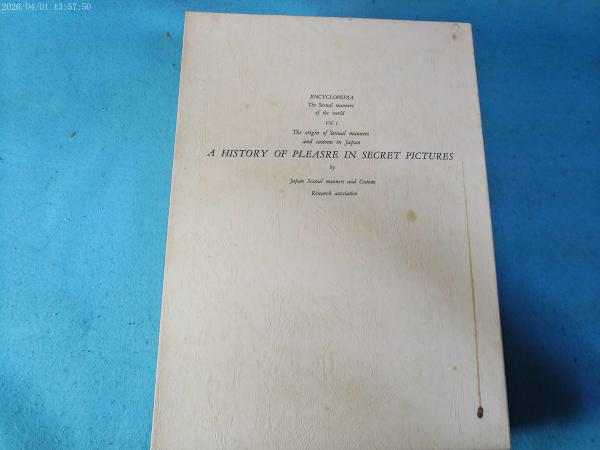 2026/04/01 13:57:50
ENCYCLOPEDIA
The Sexual manners
of the world
Vol. 1
The origin of Sexual manners
and customs in Japan
A HISTORY OF PLEASRE IN SECRET PICTURES
by
Japan Sexual manners and Custom
Research association